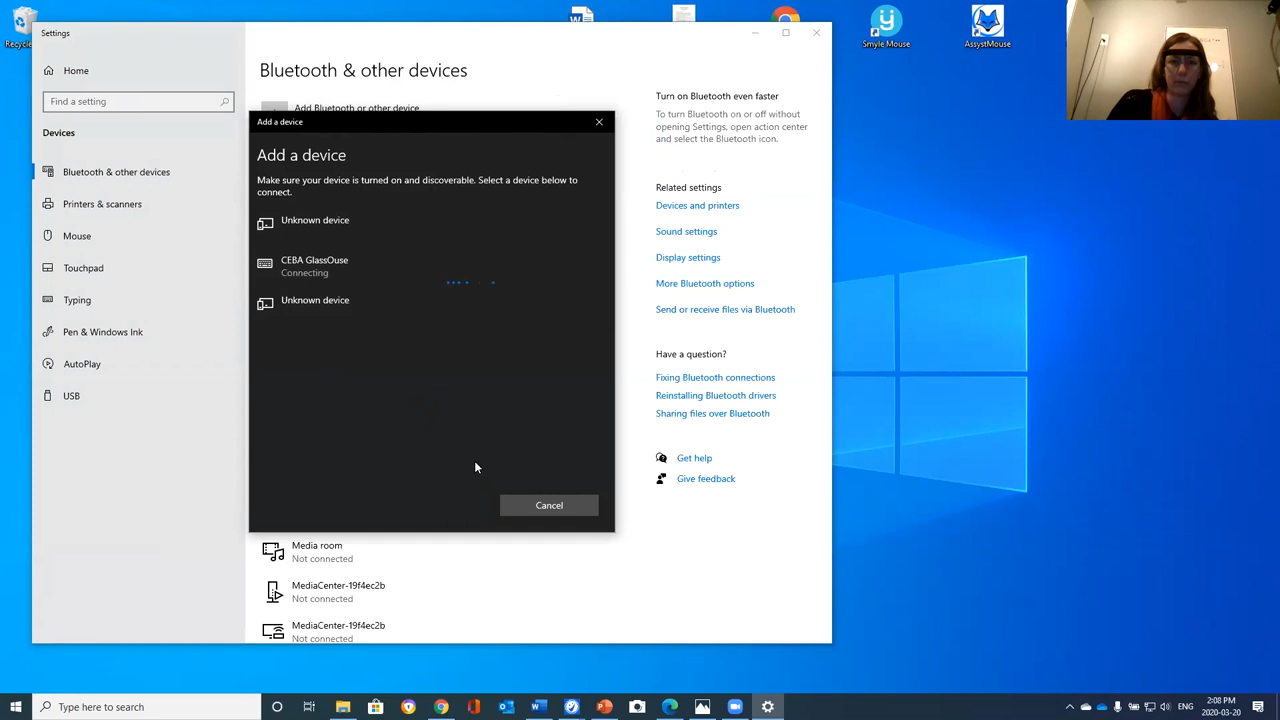 Recycle
Smyle Mouse
AssystMouse
Settings
Home
Find a setting
Devices
Bluetooth & other devices
Printers & scanners
Mouse
Touchpad
Typing
Pen & Windows Ink
AutoPlay
USB
Bluetooth & other devices
Add Bluetooth or other device
Add a device
Add a device
Make sure your device is turned on and discoverable. Select a device below to
connect.
Unknown device
CEBA GlassOuse
Connecting
Unknown device
Cancel
Media room
Not connected
MediaCenter-19f4ec2b
Not connected
MediaCenter-19f4ec2b
Not connected
Turn on Bluetooth even faster
To turn Bluetooth on or off without
opening Settings, open action center
and select the Bluetooth icon.
Related settings
Devices and printers
Sound settings
Display settings
More Bluetooth options
Send or receive files via Bluetooth
Have a question?
Fixing Bluetooth connections
Reinstalling Bluetooth drivers
Sharing files over Bluetooth
Get help
Give feedback
Type here to search
ENG
2:08 PM
2020-03-20